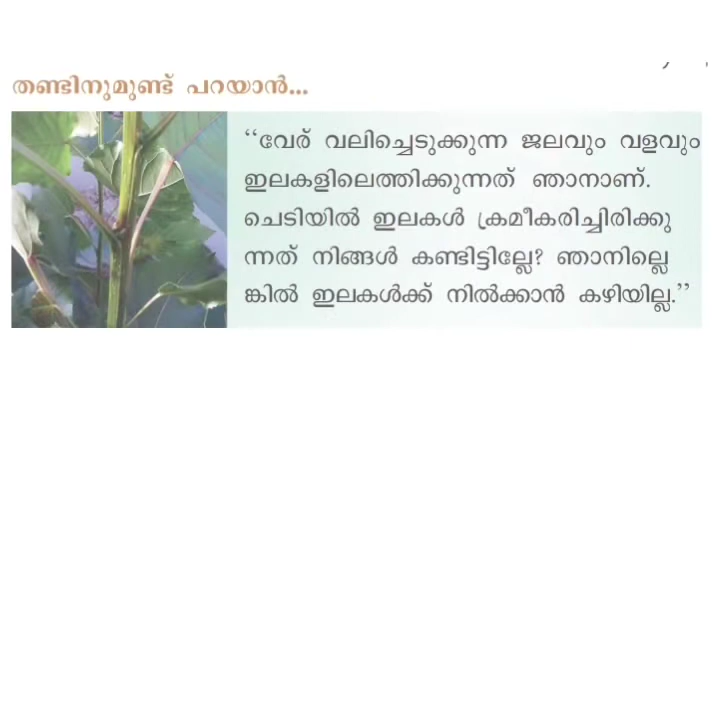 തണ്ടിനുമുണ്ട് പറയാൻ...
“വേര് വലിച്ചെടുക്കുന്ന ജലവും വളവും
ഇലകളിലെത്തിക്കുന്നത് ഞാനാണ്.
ചെടിയിൽ ഇലകൾ ക്രമീകരിച്ചിരിക്കു
ന്നത് നിങ്ങൾ കണ്ടിട്ടില്ലേ? ഞാനില്ലെ
ങ്കിൽ ഇലകൾക്ക് നിൽക്കാൻ കഴിയില്ല.”